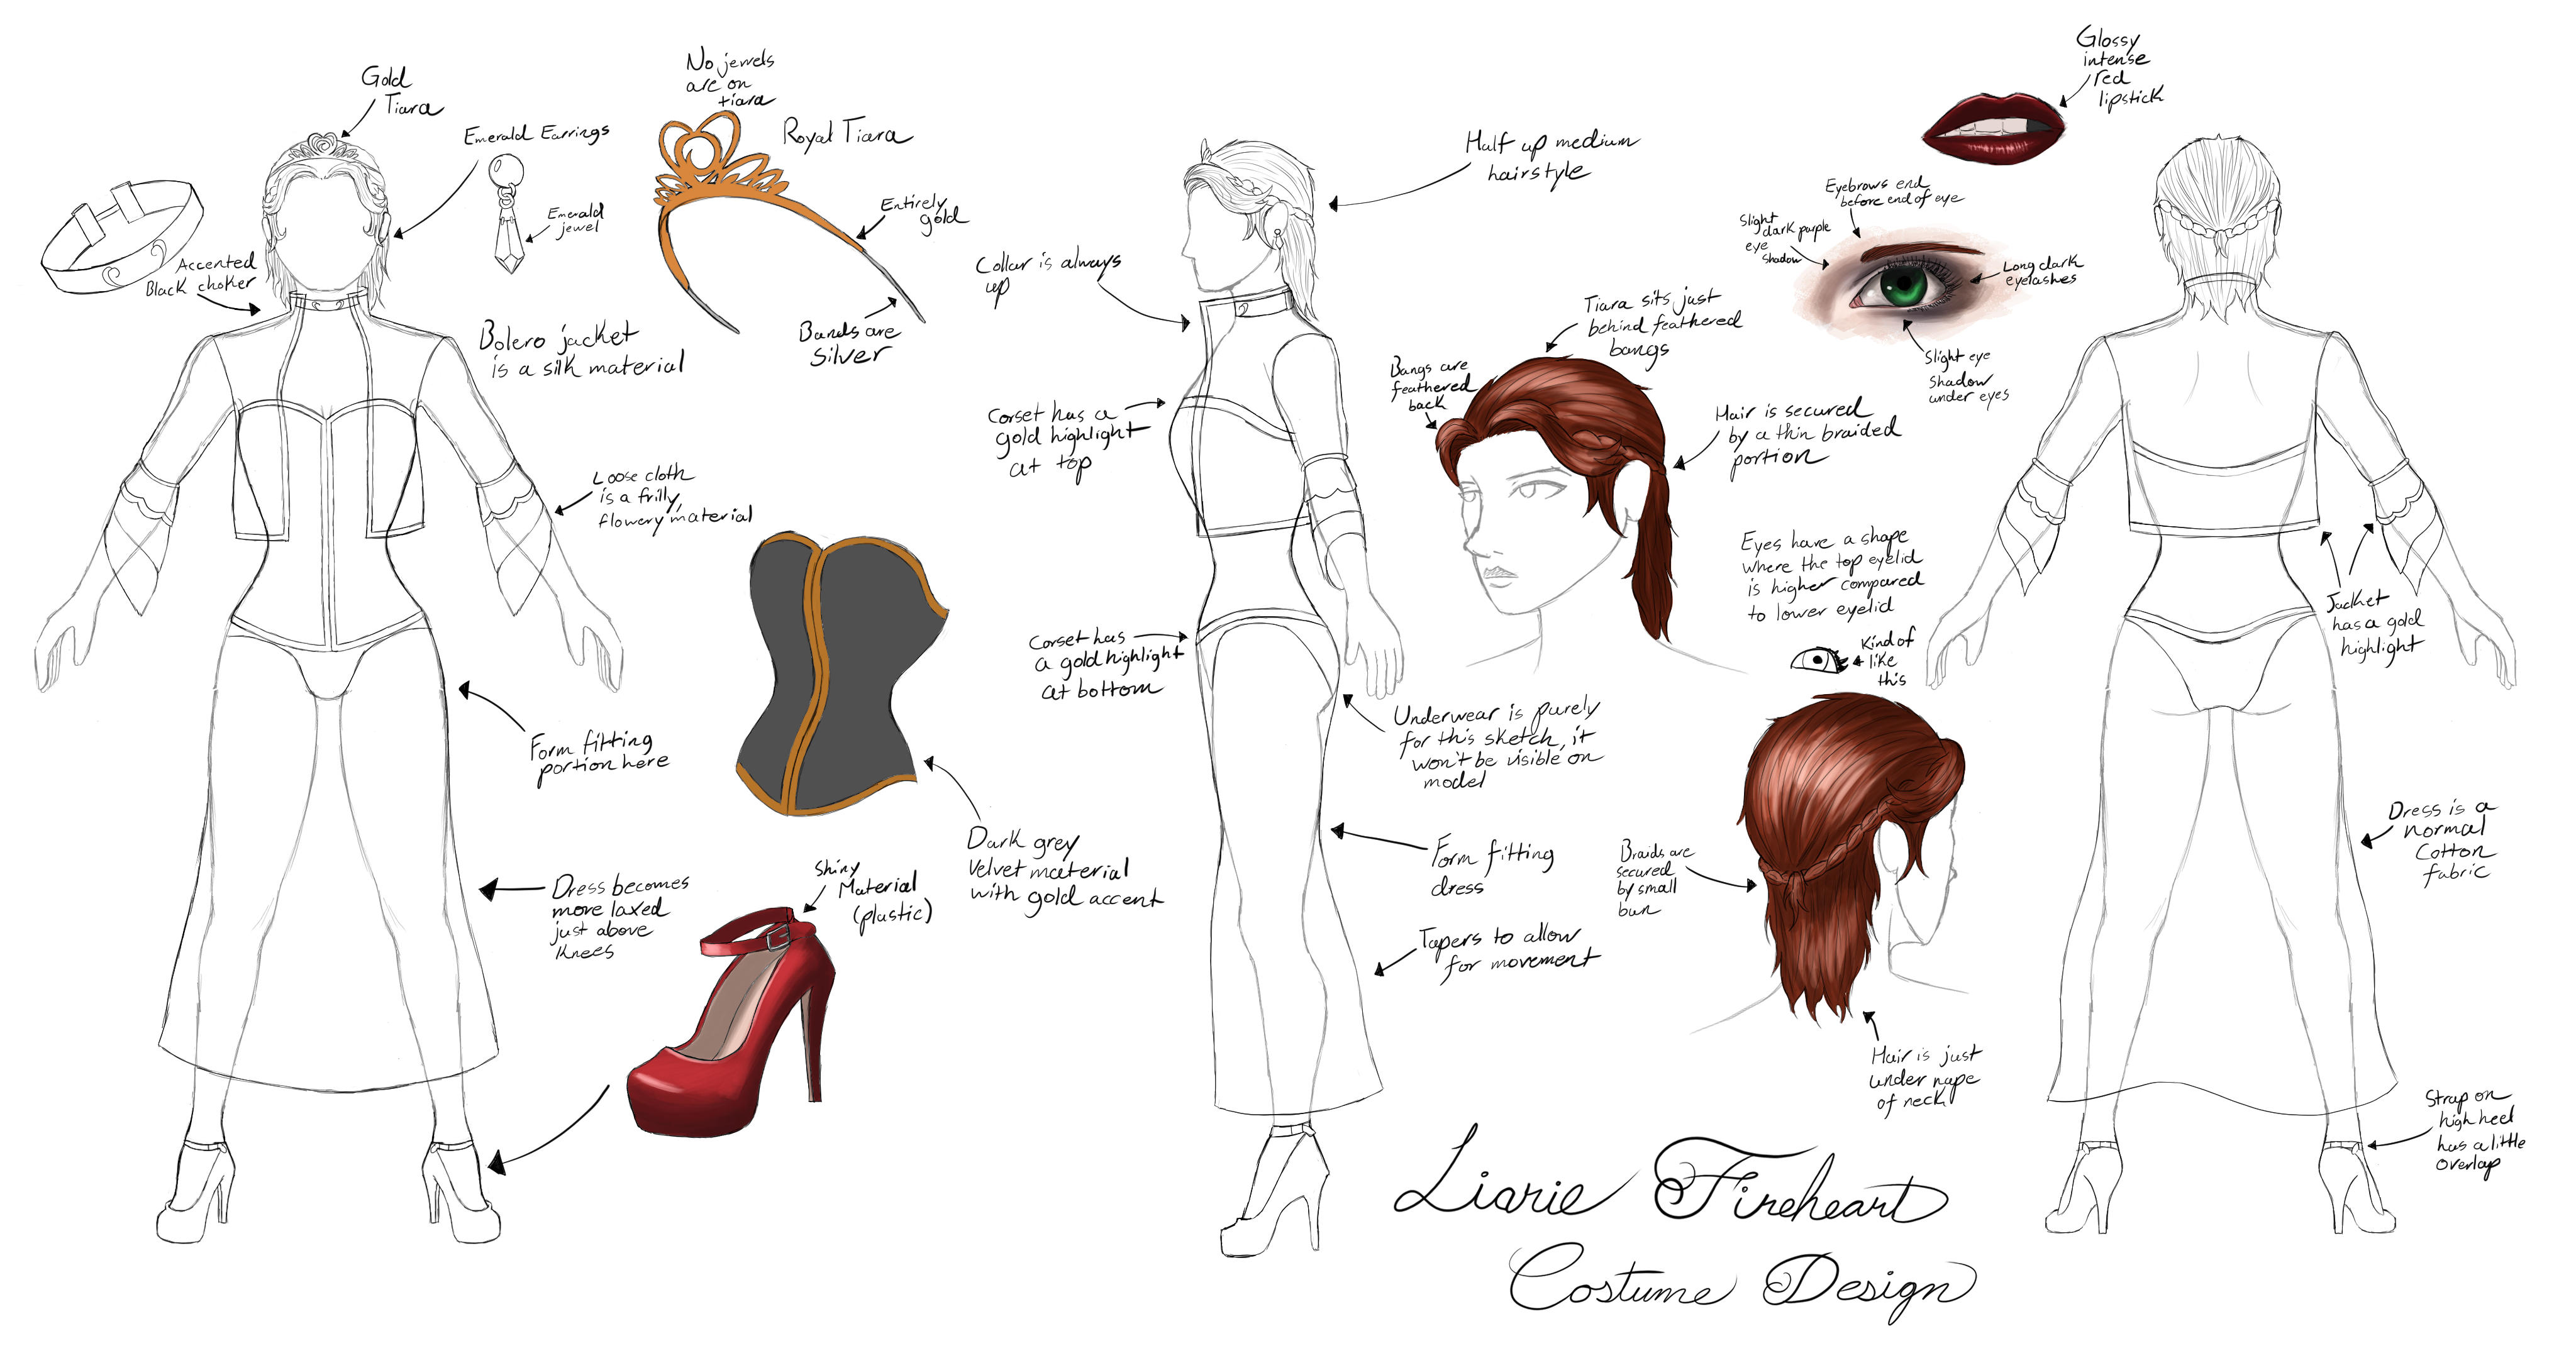 Gold
Tiara
Emerald Earrings
Emerald
jewel
Accented
Black choker
Bolero jacket
is a silk material
Loose cloth
is a frilly,
flowery material
Form fitting
portion here
Dress becomes
more laxed
just above
knees
No jewels
are on
tiara
Royal Tiara
Entirely
gold
Bands are
silver
Dark grey
Velvet material
with gold accent
Shiny
Material
(plastic)
Collar is always
up
Corset has a
gold highlight
at top
Corset has
a gold highlight
at bottom
Half up medium
hairstyle
Tiara sits just
behind feathered
bangs
Bangs are
feathered
back
Hair is secured
by a thin braided
portion
Underwear is purely
for this sketch, it
won't be visible on
model
Form fitting
dress
Tapers to allow
for movement
Glossy
intense
red
lipstick
Eyebrows end
before end of eye
Slight
dark purple
eye
shadow
Long dark
eyelashes
Slight eye
shadow
under eyes
Eyes have a shape
where the top eyelid
is higher compared
to lower eyelid
Kind of
like
this
Braids are
secured
by small
bun
Hair is just
under nape
of neck
Jacket
has a gold
highlight
Dress is a
normal
Cotton
fabric
Strap on
high heel
has a little
overlap
Liarie Fireheart
Costume Design